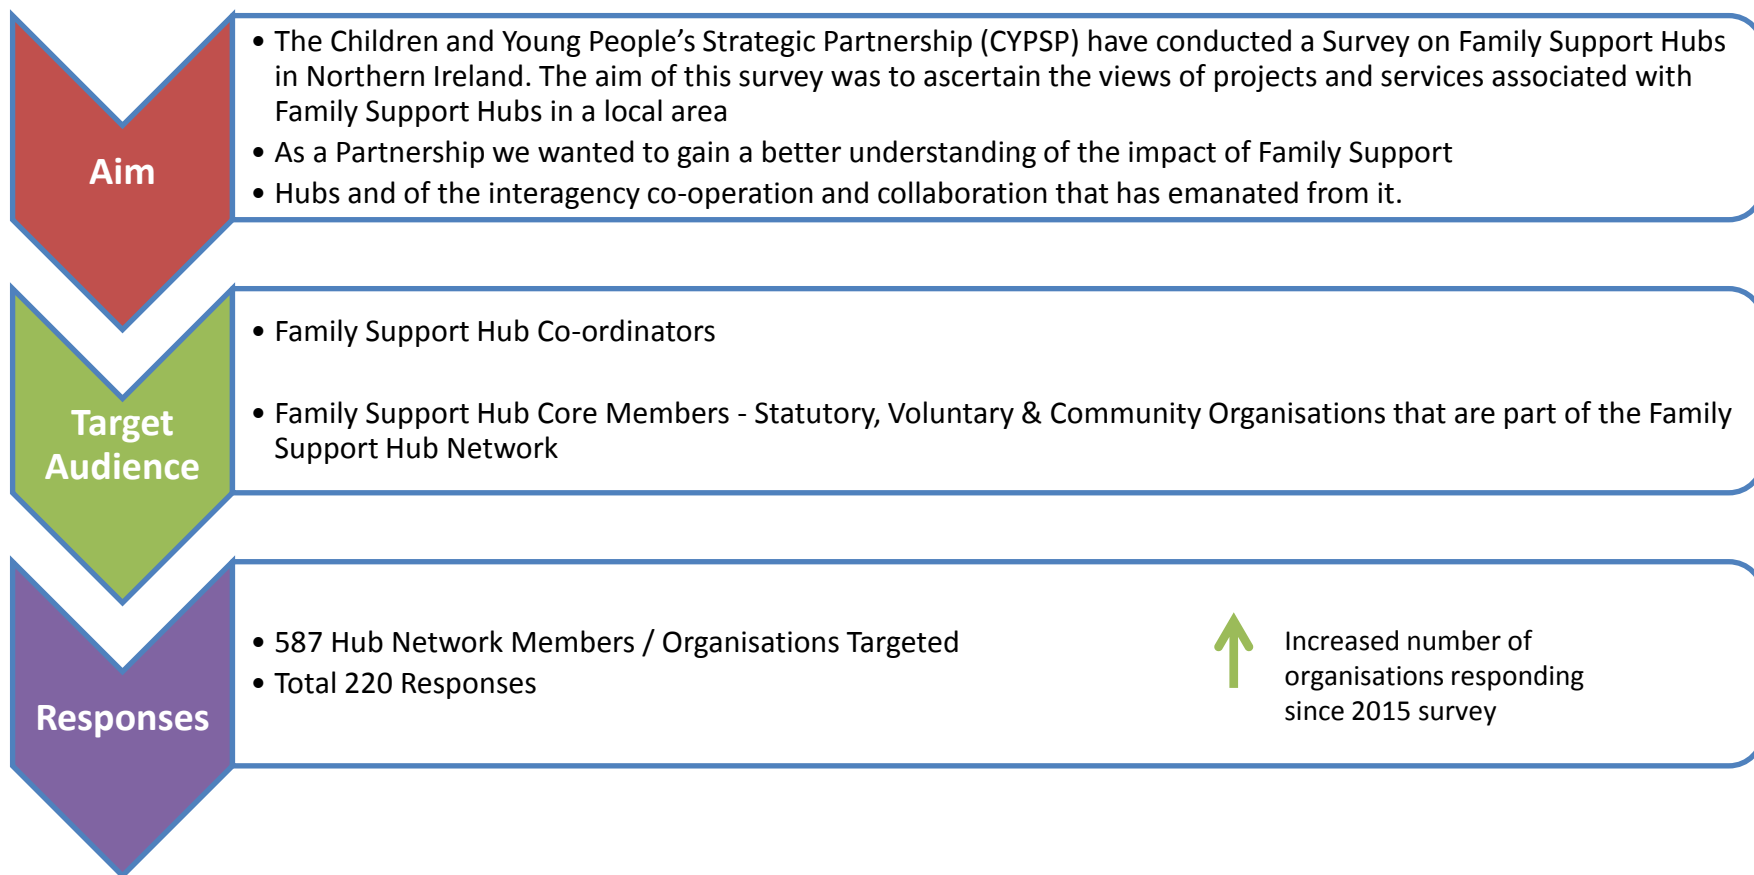 Aim
• The Children and Young People’s Strategic Partnership (CYPSP) have conducted a Survey on Family Support Hubs
in Northern Ireland. The aim of this survey was to ascertain the views of projects and services associated with
Family Support Hubs in a local area
• As a Partnership we wanted to gain a better understanding of the impact of Family Support
• Hubs and of the interagency co-operation and collaboration that has emanated from it.
Target
Audience
• Family Support Hub Co-ordinators
• Family Support Hub Core Members - Statutory, Voluntary & Community Organisations that are part of the Family
Support Hub Network
Responses
• 587 Hub Network Members / Organisations Targeted
• Total 220 Responses
Increased number of
organisations responding
since 2015 survey